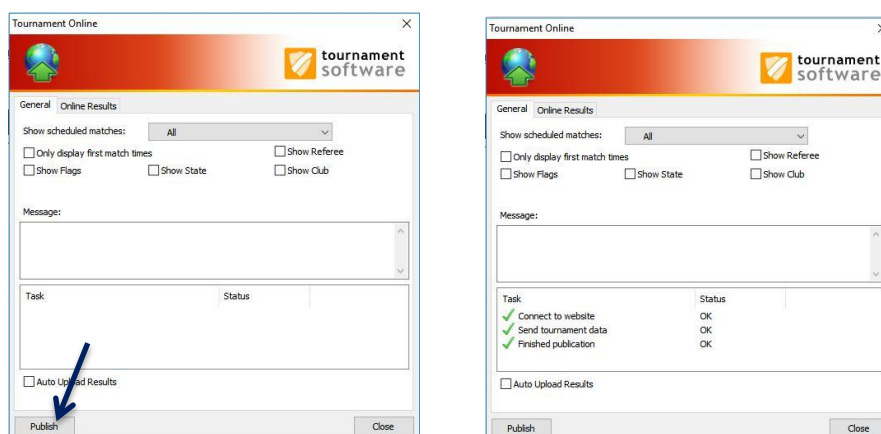 Tournament Online
tournament
software
General Online Results
Show scheduled matches: All
Only display first match times Show Referee
Show Flags Show State Show Club
Message:
Task Status
Auto Upload Results
Publish Close
Tournament Online
tournament
software
General Online Results
Show scheduled matches: All
Only display first match times Show Referee
Show Flags Show State Show Club
Message:
Task Status
Connect to website OK
Send tournament data OK
Finished publication OK
Auto Upload Results
Publish Close